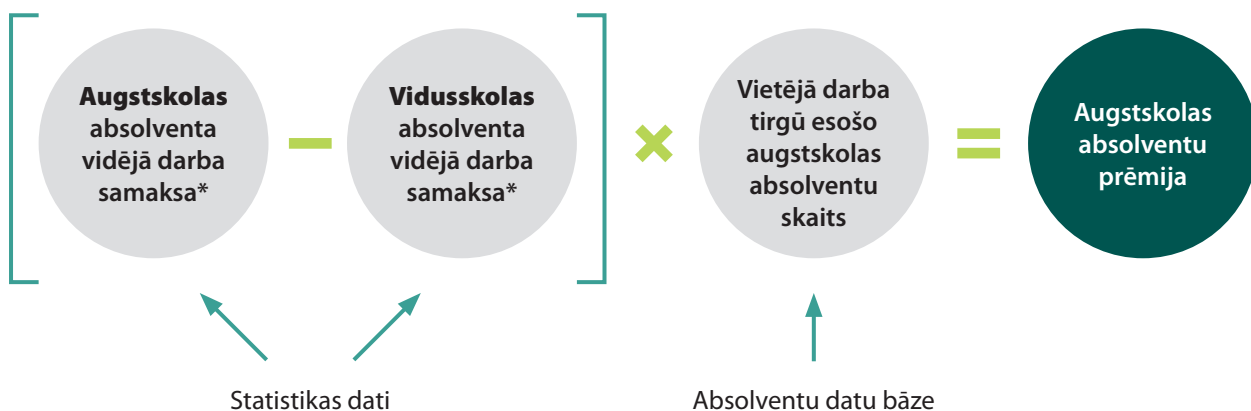 Augstskolas
absolventa
vidējā darba
samaksa*
−
Vidusskolas
absolventa
vidējā darba
samaksa*
×
Vietējā darba
tirgū esošo
augstskolas
absolventu
skaits
=
Augstskolas
absolventu
prēmija
Statistikas dati
Absolventu datu bāze